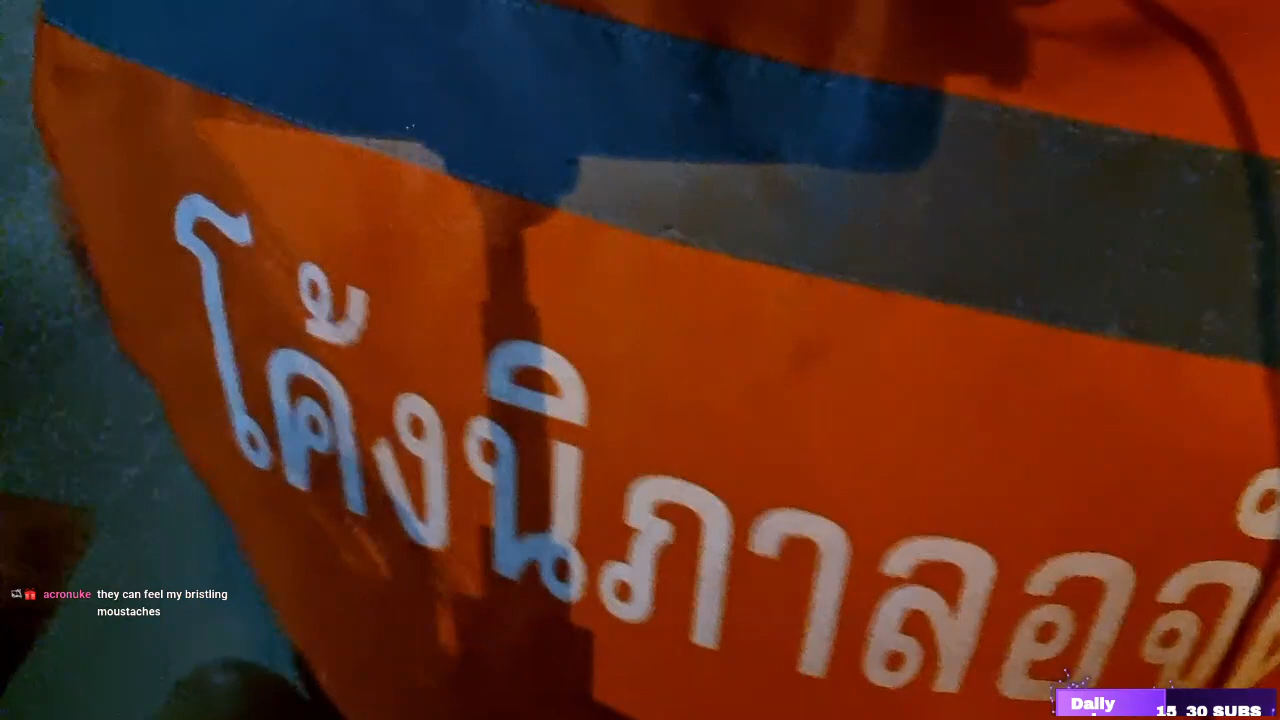 โค้งนิภาลออ
acronuke they can feel my bristling
moustaches
Daily
15 30 SUBS